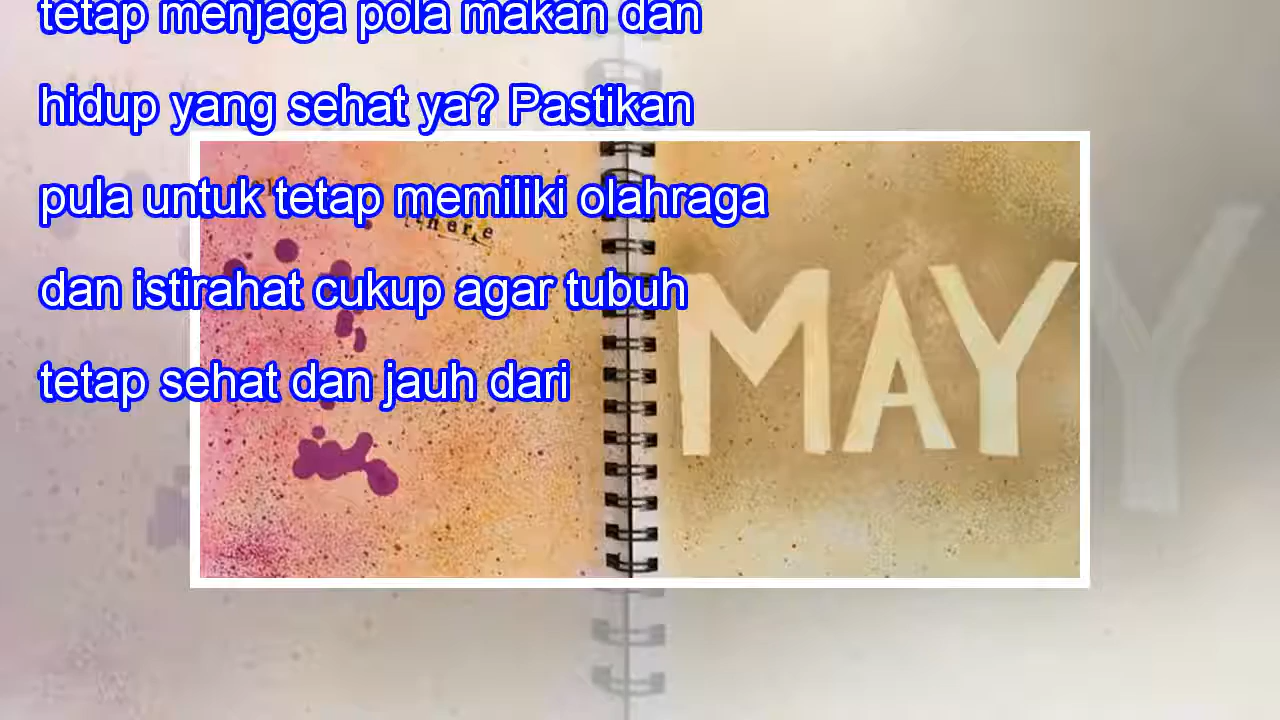 tetap menjaga pola makan dan
hidup yang sehat ya? Pastikan
pula untuk tetap memiliki olahraga
dan istirahat cukup agar tubuh
tetap sehat dan jauh dari
there
MAY